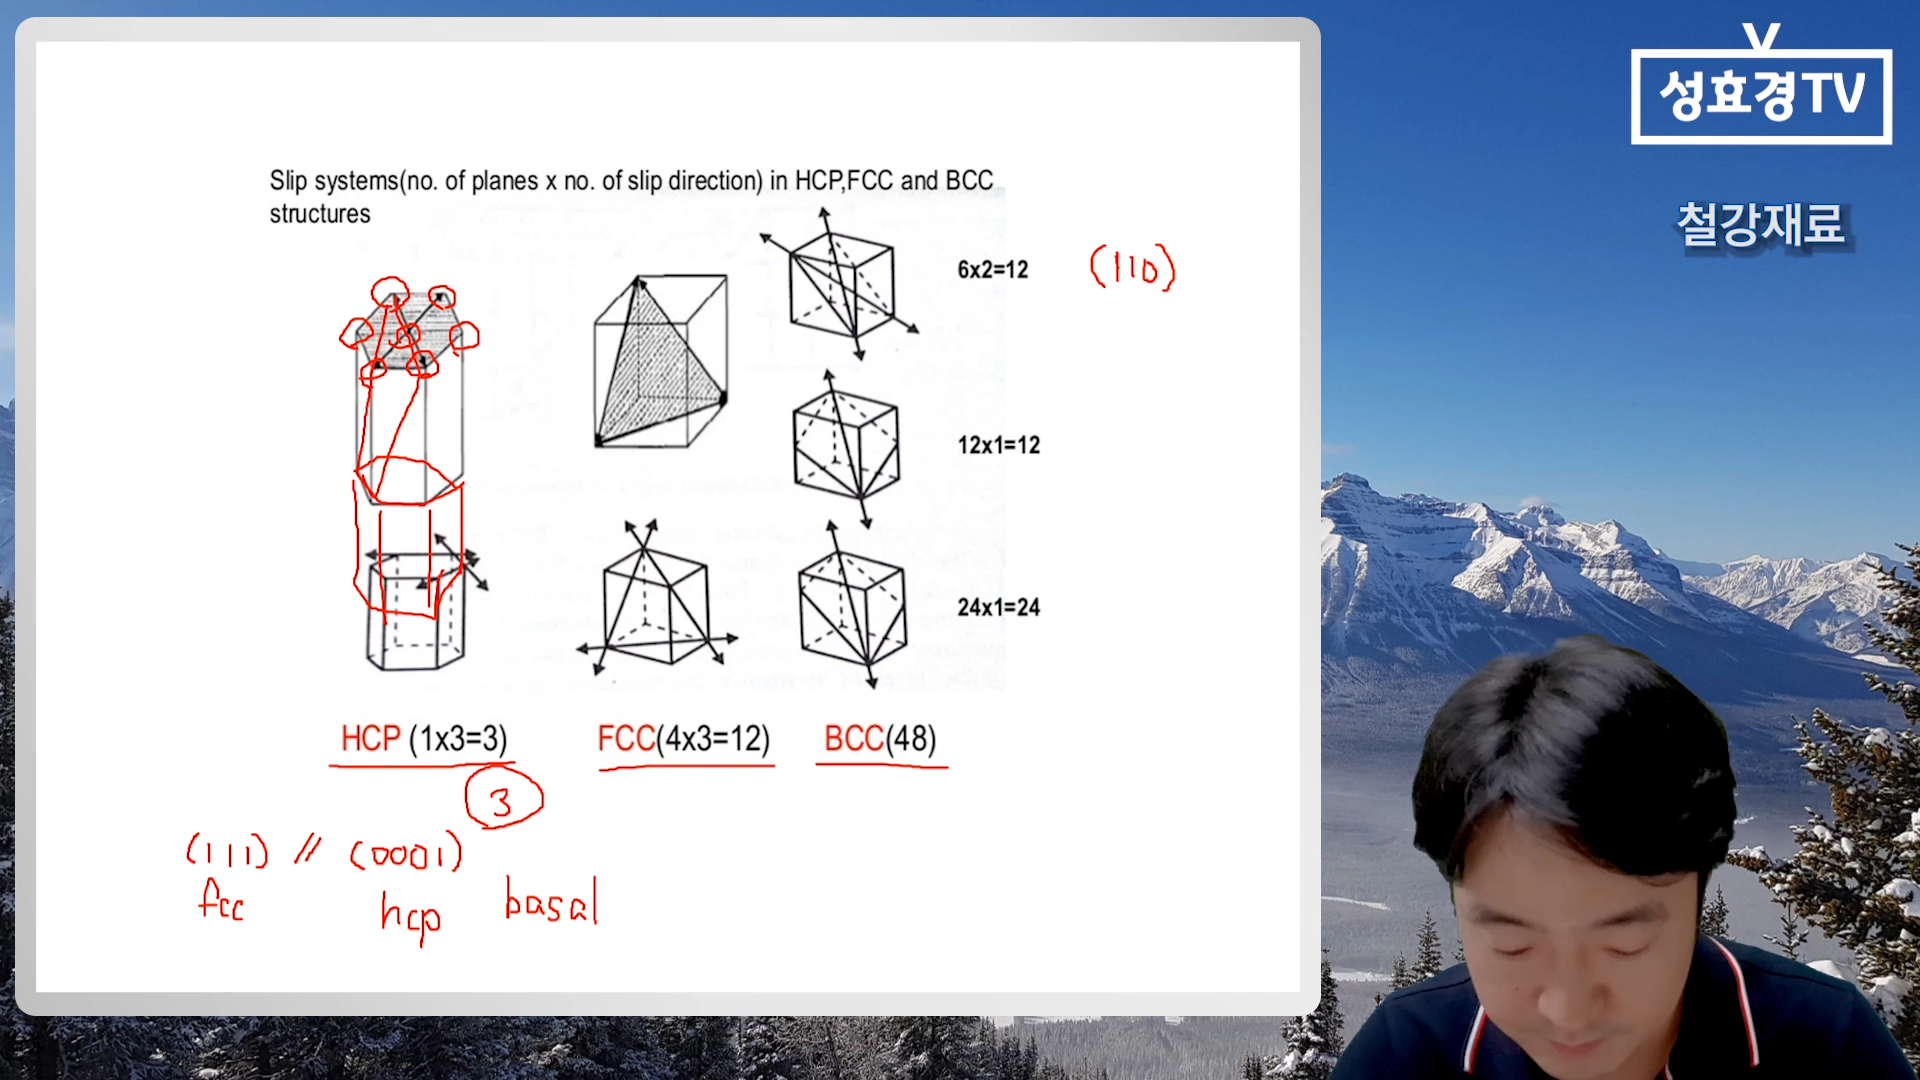 성효경TV
철강재료
Slip systems(no. of planes x no. of slip direction) in HCP,FCC and BCC
structures
6x2=12
(110)
12x1=12
24x1=24
HCP (1x3=3)
FCC(4x3=12)
BCC(48)
3
(111) // (0001)
fcc
hcp
basal